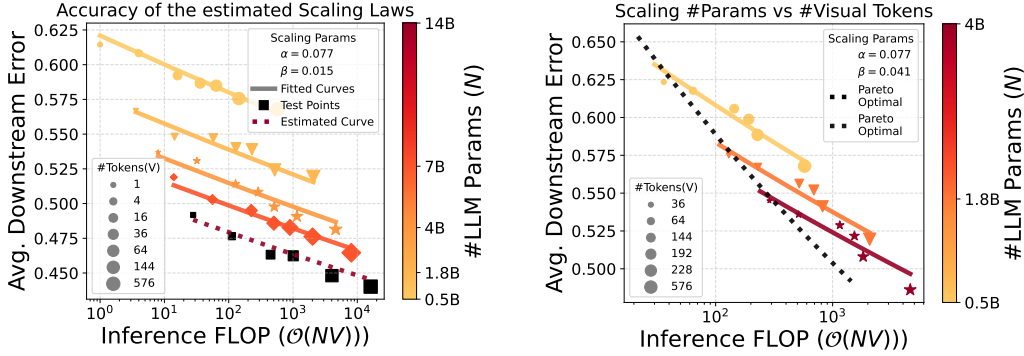 Accuracy of the estimated Scaling Laws
Avg. Downstream Error
0.625
0.600
0.575
0.550
0.525
0.500
0.475
0.450
Scaling Params
α = 0.077
β = 0.015
Fitted Curves
Test Points
Estimated Curve
#Tokens(V)
1
4
16
36
64
144
576
10⁰
10¹
10²
10³
10⁴
Inference FLOP (𝒪(NV)))
14B
7B
4B
1.8B
0.5B
#LLM Params (N)
Scaling #Params vs #Visual Tokens
Avg. Downstream Error
0.650
0.625
0.600
0.575
0.550
0.525
0.500
Scaling Params
α = 0.077
β = 0.041
Pareto
Optimal
Pareto
Optimal
#Tokens(V)
36
64
144
192
228
576
10²
10³
Inference FLOP (𝒪(NV)))
4B
1.8B
0.5B
#LLM Params (N)